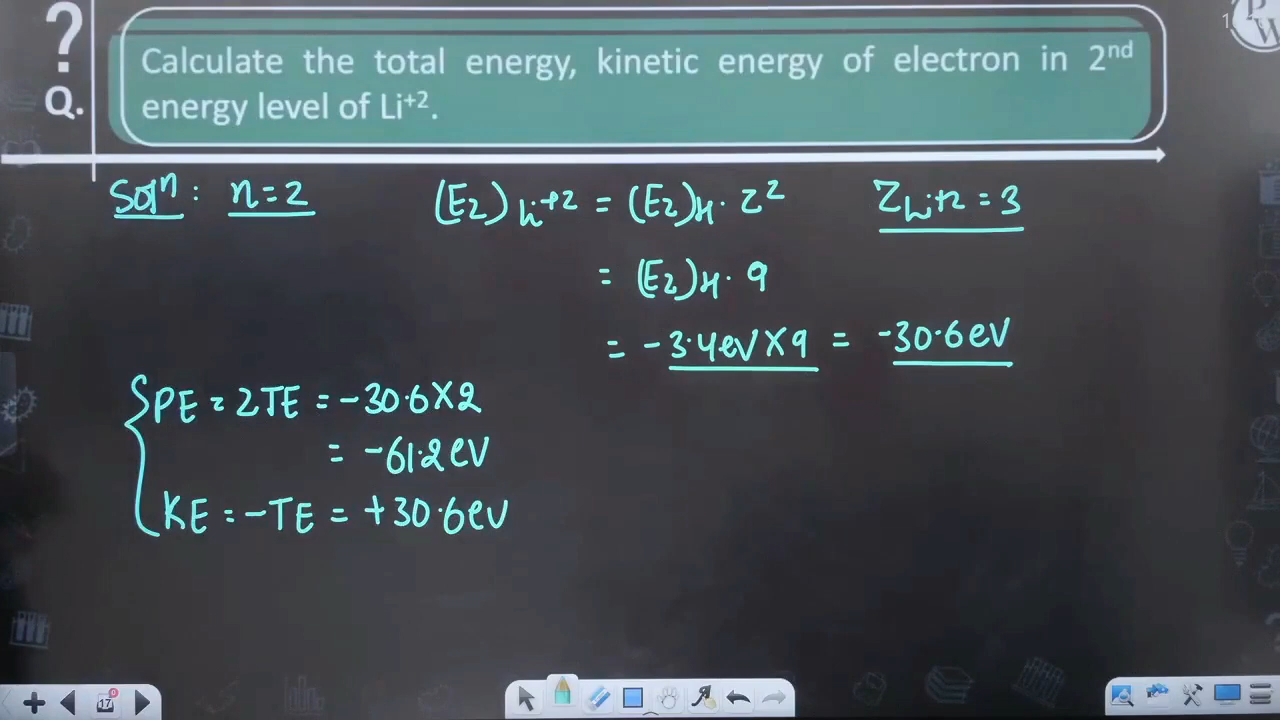 ?
Q.
Calculate the total energy, kinetic energy of electron in 2nd
energy level of Li+2.
PW
Solⁿ : n=2 (E₂)Li+2 = (E₂)H · Z² ZLi+2 = 3
= (E₂)H · 9
= -3.4eV×9 = -30.6eV
PE = 2TE = -30.6×2
= -61.2eV
KE = -TE = +30.6eV
17